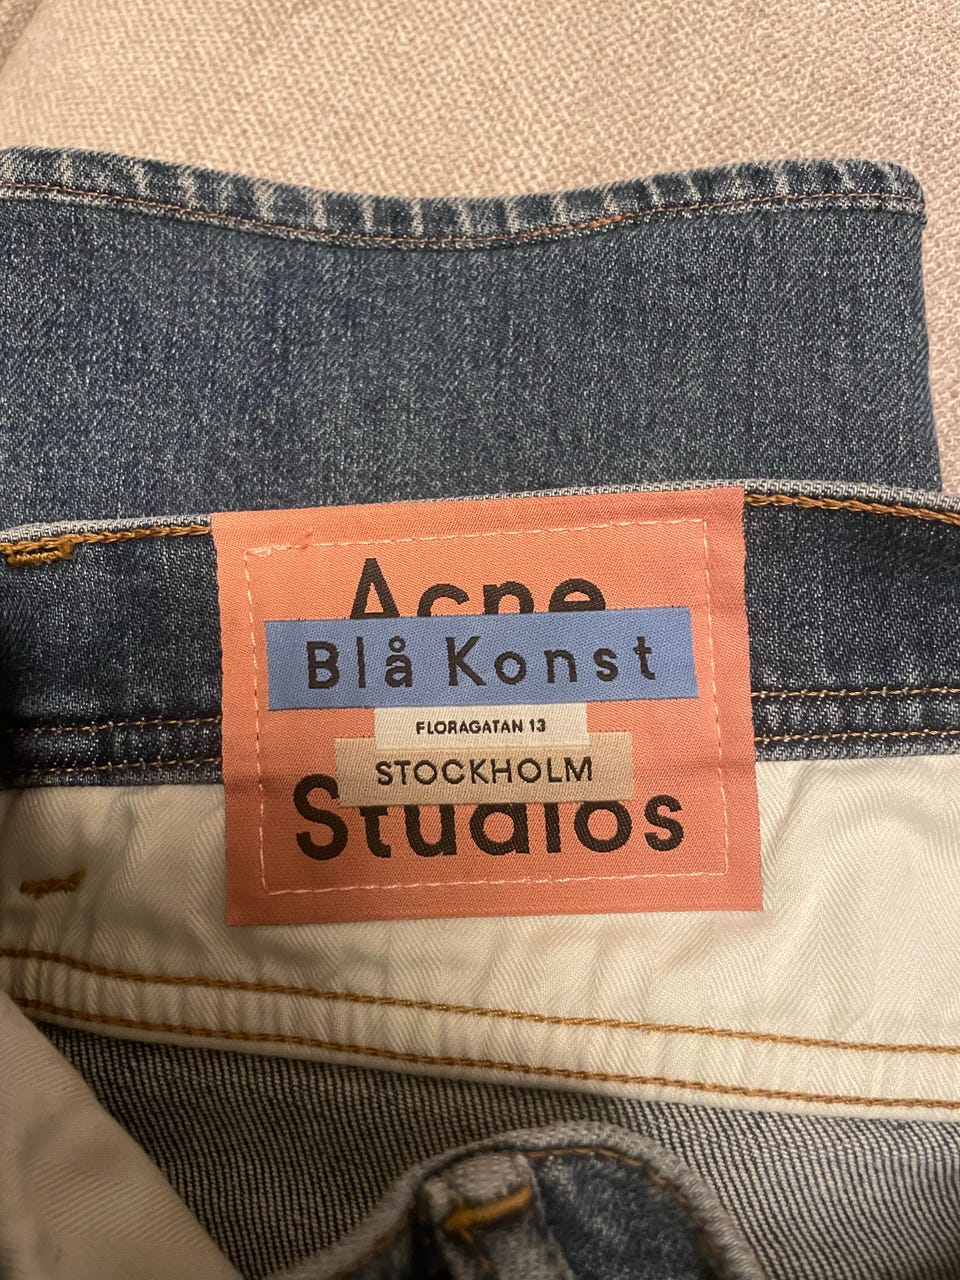 Acne
Blå Konst
FLORAGATAN 13
STOCKHOLM
Studios